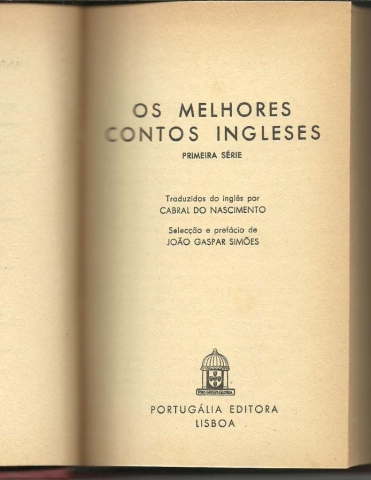 OS MELHORES
CONTOS INGLESES
PRIMEIRA SÉRIE
Traduzidos do inglês por
CABRAL DO NASCIMENTO
Selecção e prefácio de
JOÃO GASPAR SIMÕES
PORTUGÁLIA EDITORA
LISBOA